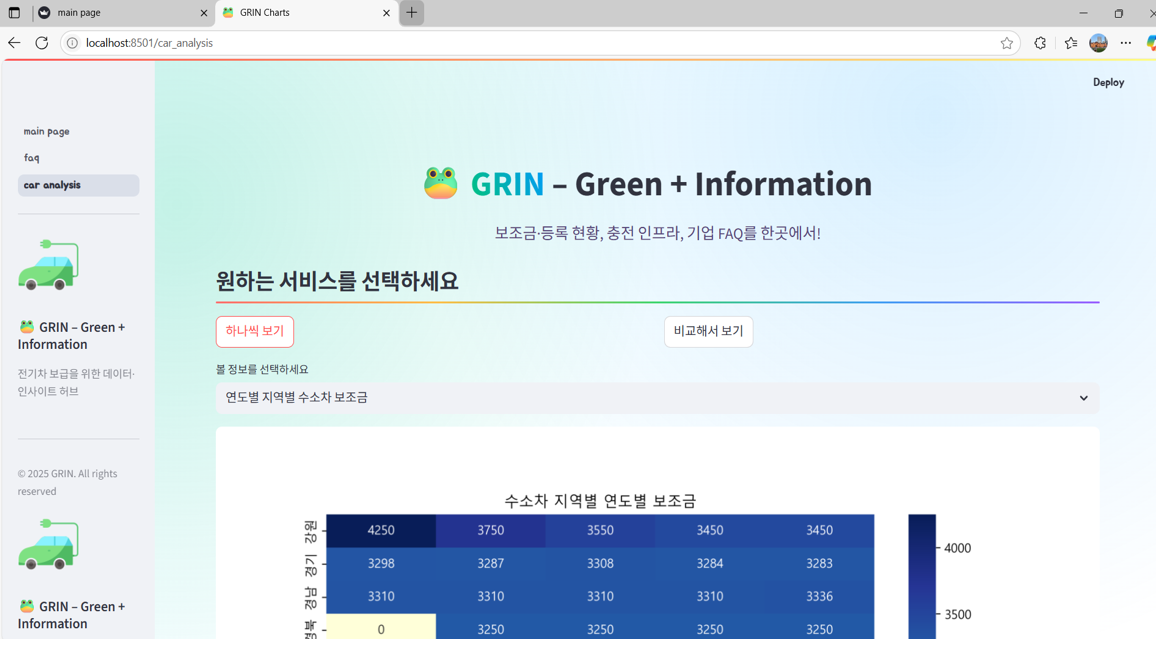 main page
GRIN Charts
localhost:8501/car_analysis
Deploy
main page
faq
car analysis
GRIN – Green +
Information
전기차 보급을 위한 데이터·
인사이트 허브
© 2025 GRIN. All rights
reserved
GRIN – Green +
Information
GRIN – Green + Information
보조금·등록 현황, 충전 인프라, 기업 FAQ를 한곳에서!
원하는 서비스를 선택하세요
하나씩 보기
비교해서 보기
볼 정보를 선택하세요
연도별 지역별 수소차 보조금
수소차 지역별 연도별 보조금
강원 4250 3750 3550 3450 3450
경기 3298 3287 3308 3284 3283
경남 3310 3310 3310 3310 3336
경북 0 3250 3250 3250 3250
4000
3500